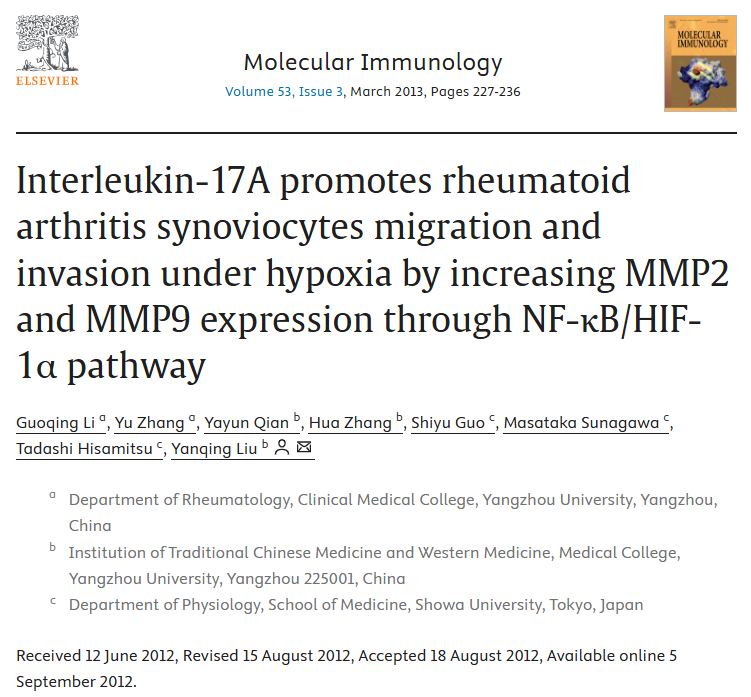 ELSEVIER
Molecular Immunology
Volume 53, Issue 3, March 2013, Pages 227-236
MOLECULAR
IMMUNOLOGY
Interleukin-17A promotes rheumatoid
arthritis synoviocytes migration and
invasion under hypoxia by increasing MMP2
and MMP9 expression through NF-κB/HIF-
1α pathway
Guoqing Li a, Yu Zhang a, Yayun Qian b, Hua Zhang b, Shiyu Guo c, Masataka Sunagawa c,
Tadashi Hisamitsu c, Yanqing Liu b
a Department of Rheumatology, Clinical Medical College, Yangzhou University, Yangzhou,
China
b Institution of Traditional Chinese Medicine and Western Medicine, Medical College,
Yangzhou University, Yangzhou 225001, China
c Department of Physiology, School of Medicine, Showa University, Tokyo, Japan
Received 12 June 2012, Revised 15 August 2012, Accepted 18 August 2012, Available online 5
September 2012.